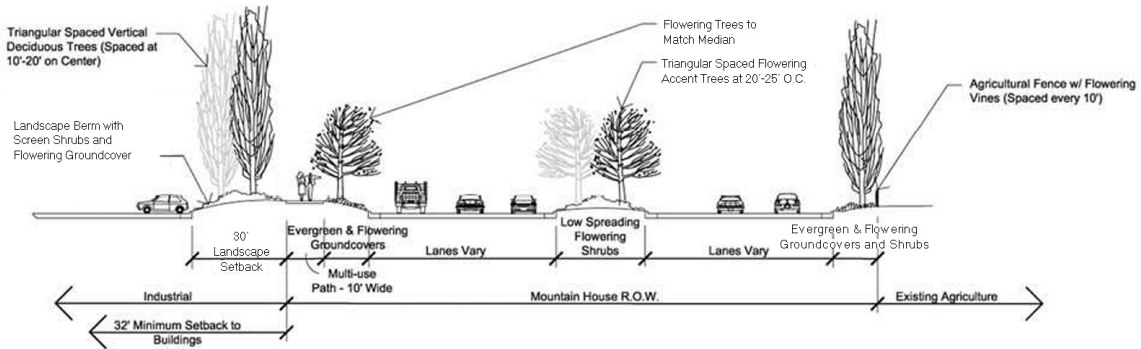 Triangular Spaced Vertical
Deciduous Trees (Spaced at
10'-20' on Center)
Landscape Berm with
Screen Shrubs and
Flowering Groundcover
Flowering Trees to
Match Median
Triangular Spaced Flowering
Accent Trees at 20'-25' O.C.
Agricultural Fence w/ Flowering
Vines (Spaced every 10')
30'
Landscape
Setback
Evergreen & Flowering
Groundcovers
Multi-use
Path - 10' Wide
Lanes Vary
Low Spreading
Flowering
Shrubs
Lanes Vary
Evergreen & Flowering
Groundcovers and Shrubs
Industrial
Mountain House R.O.W.
Existing Agriculture
32' Minimum Setback to
Buildings